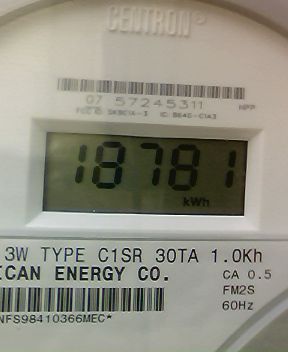 CENTRON®
07 57245311 NPP
18781
kWh
3W TYPE C1SR 30TA 1.0Kh
ICAN ENERGY CO. CA 0.5
FM2S
NFS98410366MEC* 60Hz